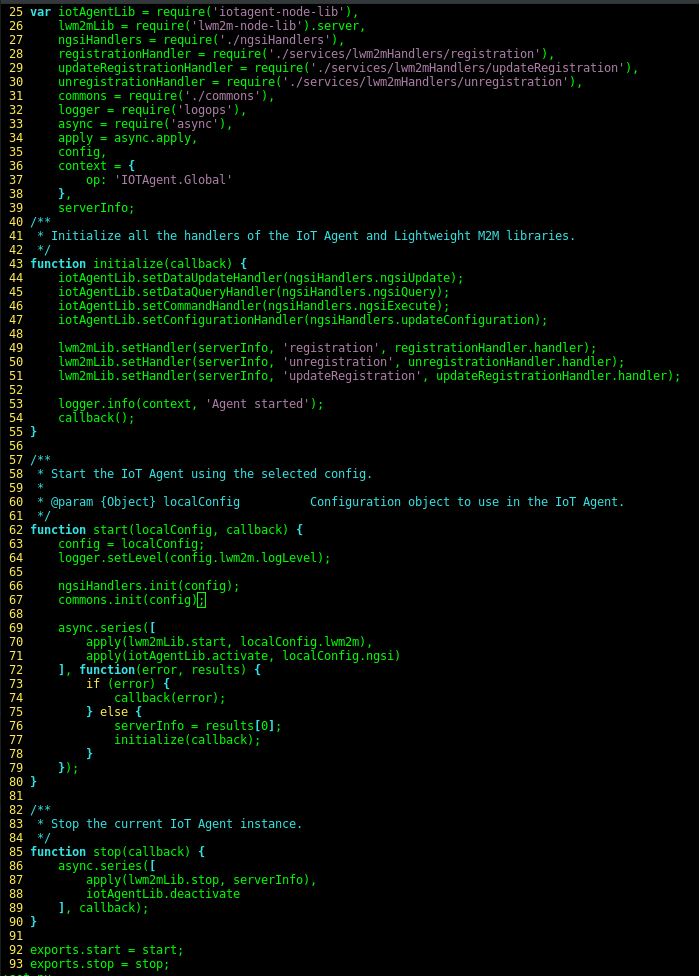 25 var iotAgentLib = require('iotagent-node-lib'),
26     lwm2mLib = require('lwm2m-node-lib').server,
27     ngsiHandlers = require('./ngsiHandlers'),
28     registrationHandler = require('./services/lwm2mHandlers/registration'),
29     updateRegistrationHandler = require('./services/lwm2mHandlers/updateRegistration'),
30     unregistrationHandler = require('./services/lwm2mHandlers/unregistration'),
31     commons = require('./commons'),
32     logger = require('logops'),
33     async = require('async'),
34     apply = async.apply,
35     config,
36     context = {
37         op: 'IOTAgent.Global'
38     },
39     serverInfo;
40 /**
41  * Initialize all the handlers of the IoT Agent and Lightweight M2M libraries.
42  */
43 function initialize(callback) {
44     iotAgentLib.setDataUpdateHandler(ngsiHandlers.ngsiUpdate);
45     iotAgentLib.setDataQueryHandler(ngsiHandlers.ngsiQuery);
46     iotAgentLib.setCommandHandler(ngsiHandlers.ngsiExecute);
47     iotAgentLib.setConfigurationHandler(ngsiHandlers.updateConfiguration);
48
49     lwm2mLib.setHandler(serverInfo, 'registration', registrationHandler.handler);
50     lwm2mLib.setHandler(serverInfo, 'unregistration', unregistrationHandler.handler);
51     lwm2mLib.setHandler(serverInfo, 'updateRegistration', updateRegistrationHandler.handler);
52
53     logger.info(context, 'Agent started');
54     callback();
55 }
56
57 /**
58  * Start the IoT Agent using the selected config.
59  *
60  * @param {Object} localConfig          Configuration object to use in the IoT Agent.
61  */
62 function start(localConfig, callback) {
63     config = localConfig;
64     logger.setLevel(config.lwm2m.logLevel);
65
66     ngsiHandlers.init(config);
67     commons.init(config);
68
69     async.series([
70         apply(lwm2mLib.start, localConfig.lwm2m),
71         apply(iotAgentLib.activate, localConfig.ngsi)
72     ], function(error, results) {
73         if (error) {
74             callback(error);
75         } else {
76             serverInfo = results[0];
77             initialize(callback);
78         }
79     });
80 }
81
82 /**
83  * Stop the current IoT Agent instance.
84  */
85 function stop(callback) {
86     async.series([
87         apply(lwm2mLib.stop, serverInfo),
88         iotAgentLib.deactivate
89     ], callback);
90 }
91
92 exports.start = start;
93 exports.stop = stop;